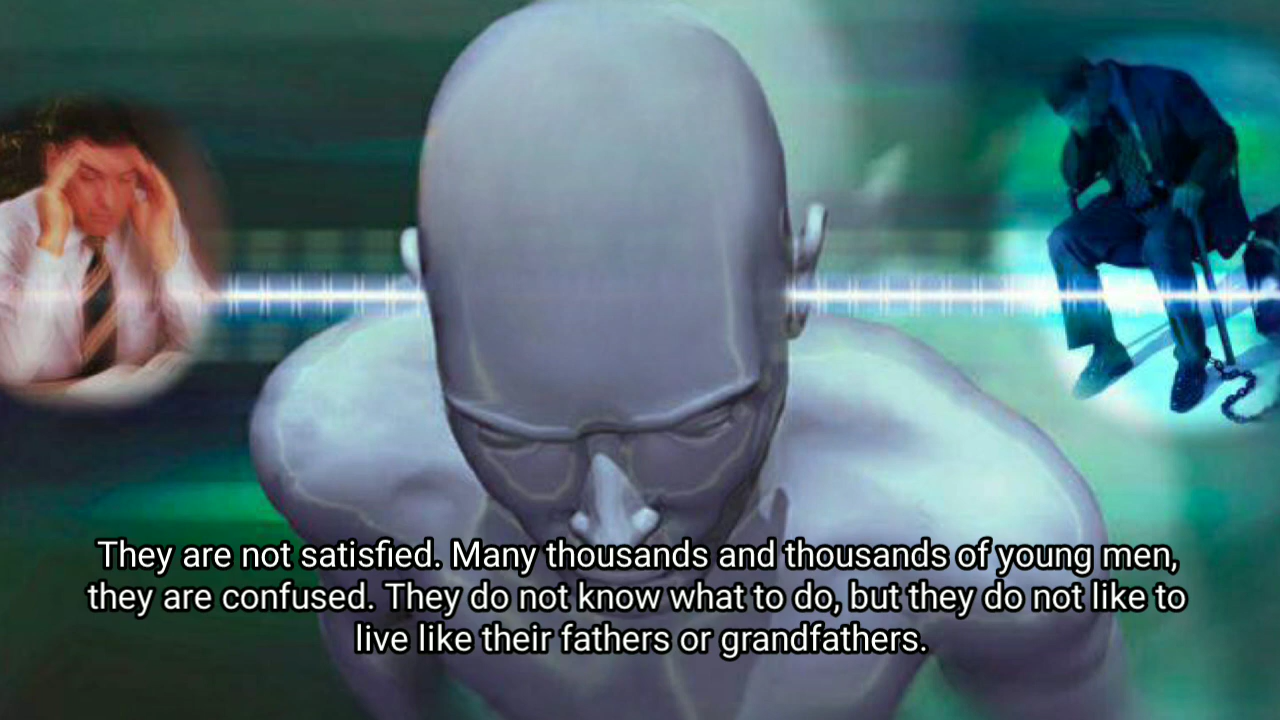 They are not satisfied. Many thousands and thousands of young men,
they are confused. They do not know what to do, but they do not like to
live like their fathers or grandfathers.